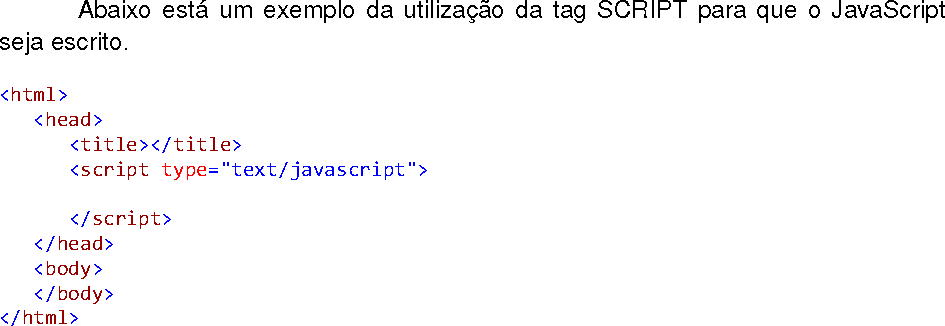 Abaixo está um exemplo da utilização da tag SCRIPT para que o JavaScript
seja escrito.
<html>
<head>
<title></title>
<script type="text/javascript">
</script>
</head>
<body>
</body>
</html>